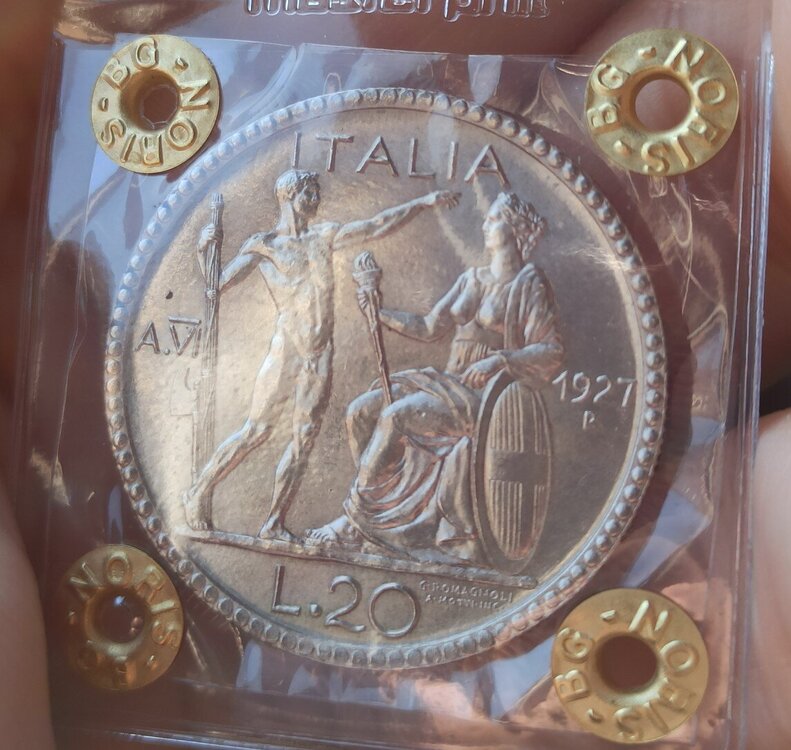 BG - NORIS -
BG - NORIS -
ITALIA
A.VI
1927
P
L.20
G.ROMAGNOLI
A.MOTTI.INC.
BG - NORIS -
BG - NORIS -